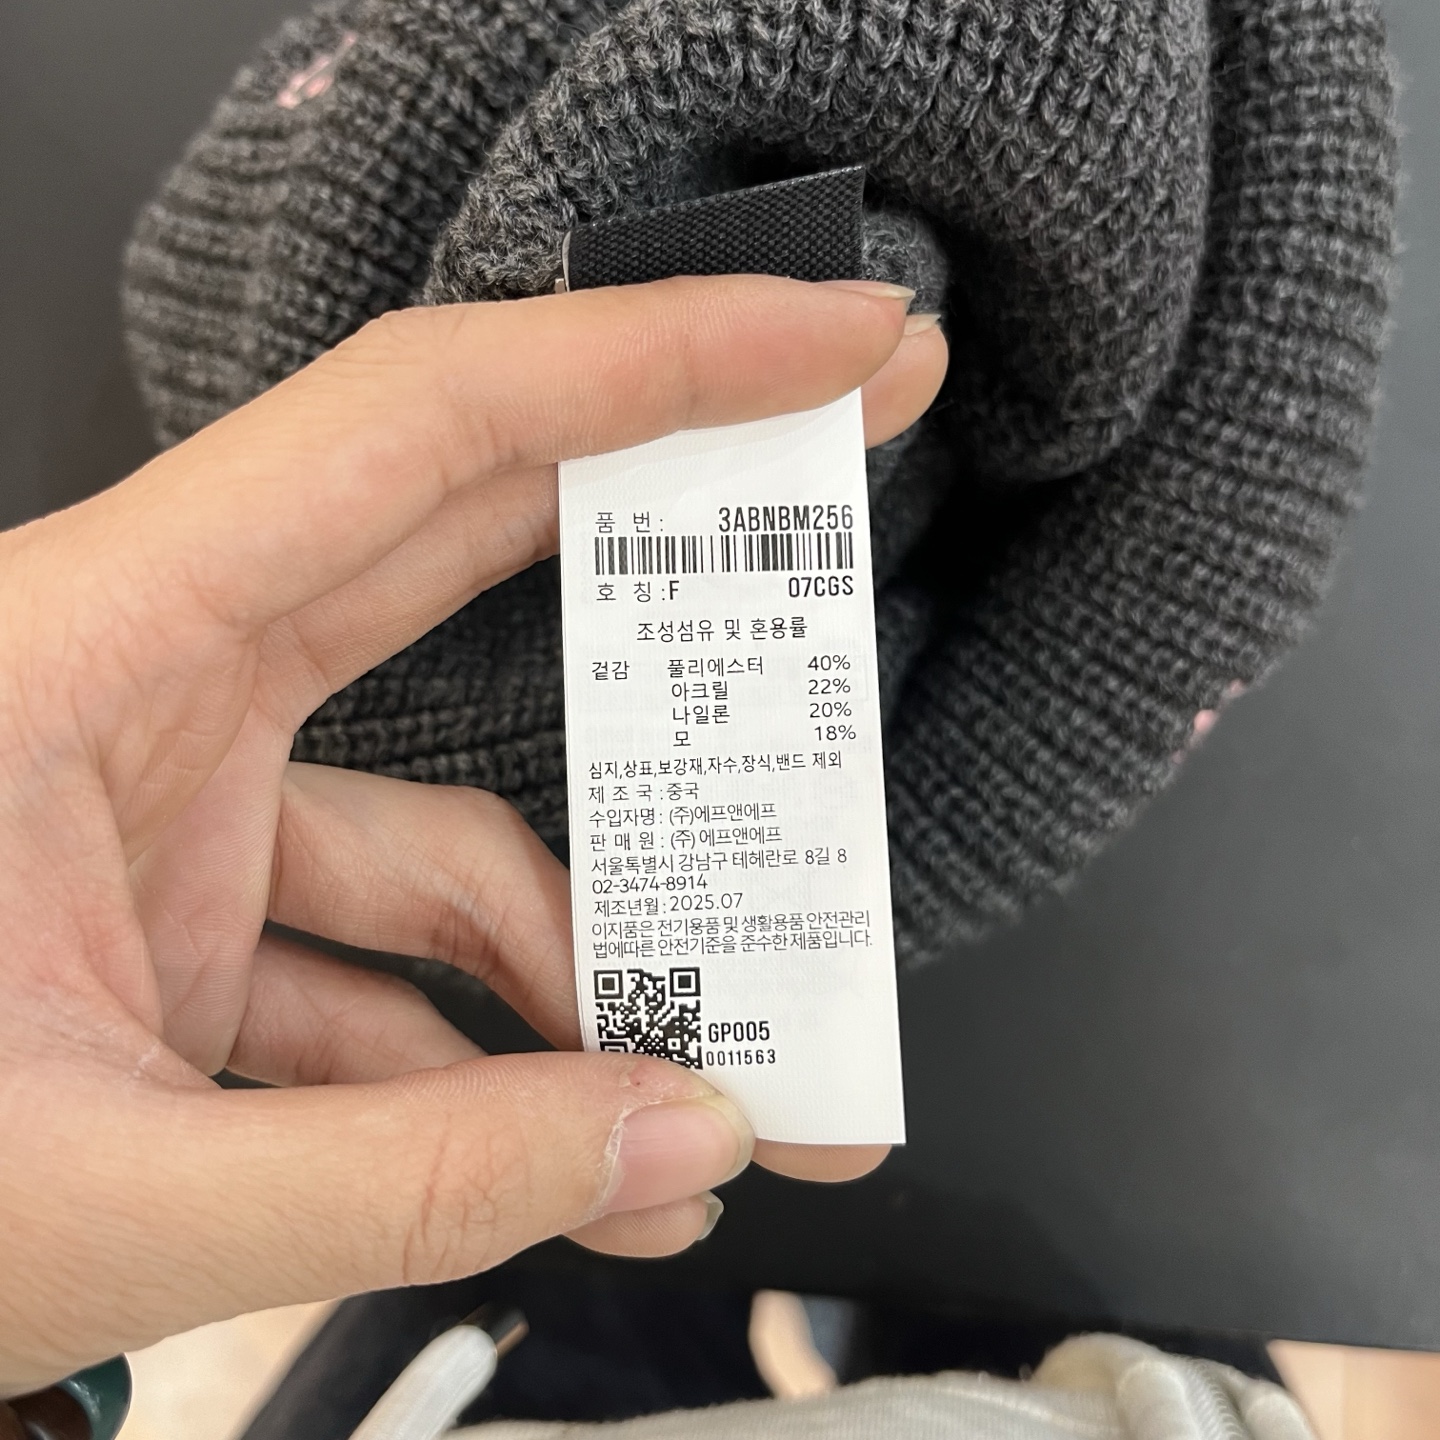 품 번 : 3ABNBM256
호 칭 : F 07CGS
조성섬유 및 혼용률
겉감 폴리에스터 40%
아크릴 22%
나일론 20%
모 18%
심지,상표,보강재,자수,장식,밴드 제외
제 조 국 : 중국
수입자명 : (주)에프앤에프
판 매 원 : (주)에프앤에프
서울특별시 강남구 테헤란로 8길 8
02-3474-8914
제조년월 : 2025.07
이지품은 전기용품 및 생활용품 안전관리
법에따른 안전기준을 준수한 제품입니다.
GP005
0011563